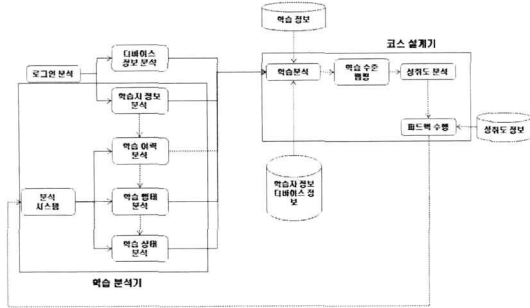 학습 정보
코스 설계기
디바이스
정보 분석
로그인 분석
학습분석
학습 수준
맵핑
성취도 분석
학습자 정보
분석
피드백 수행
성취도 정보
학습 이력
분석
학습자 정보
디바이스 정
보
분석
시스템
학습 행태
분석
학습 상태
분석
학습 분석기